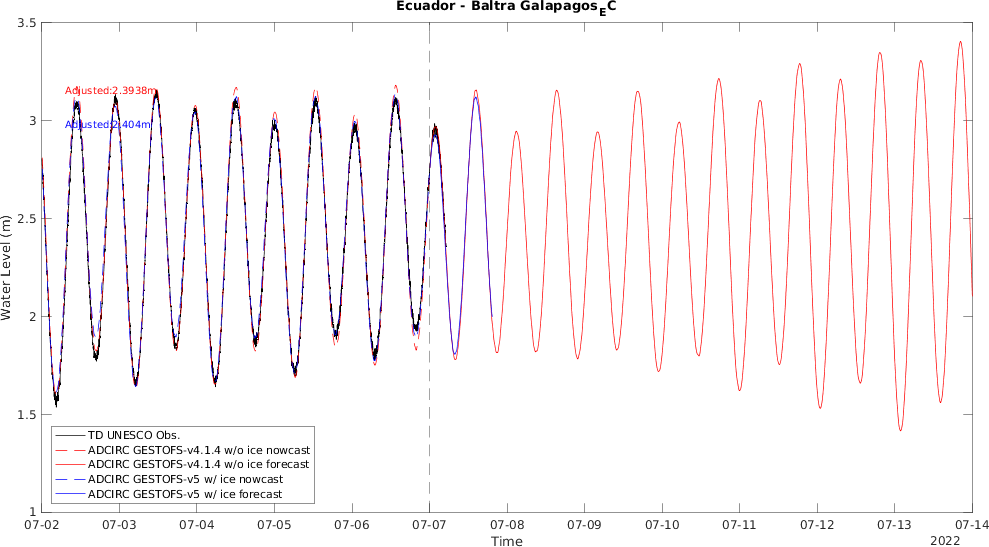 Ecuador - Baltra Galapagos_EC
3.5
3
2.5
2
1.5
1
Water Level (m)
Adjusted:2.3938m
Adjusted:2.404m
TD UNESCO Obs.
ADCIRC GESTOFS-v4.1.4 w/o ice nowcast
ADCIRC GESTOFS-v4.1.4 w/o ice forecast
ADCIRC GESTOFS-v5 w/ ice nowcast
ADCIRC GESTOFS-v5 w/ ice forecast
07-02 07-03 07-04 07-05 07-06 07-07 07-08 07-09 07-10 07-11 07-12 07-13 07-14
Time
2022